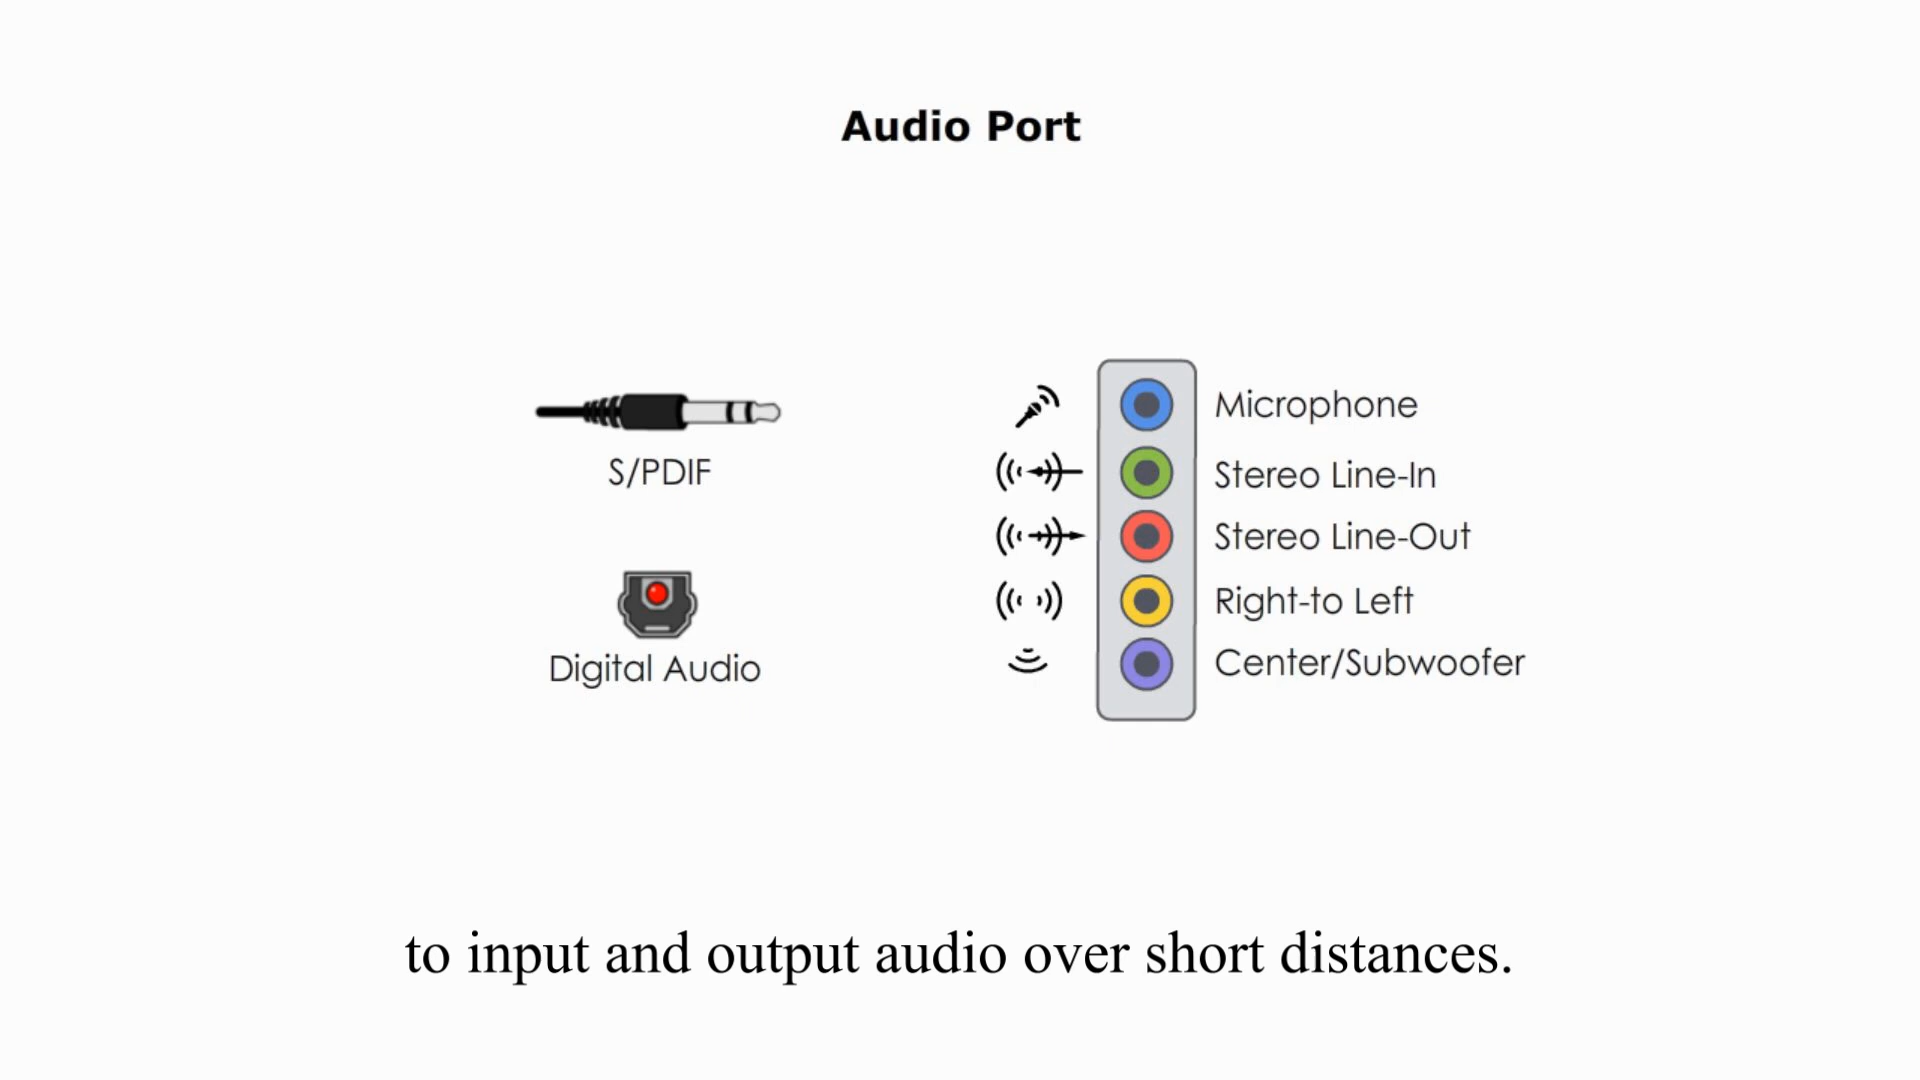 Audio Port
S/PDIF
Digital Audio
Microphone
Stereo Line-In
Stereo Line-Out
Right-to Left
Center/Subwoofer
to input and output audio over short distances.